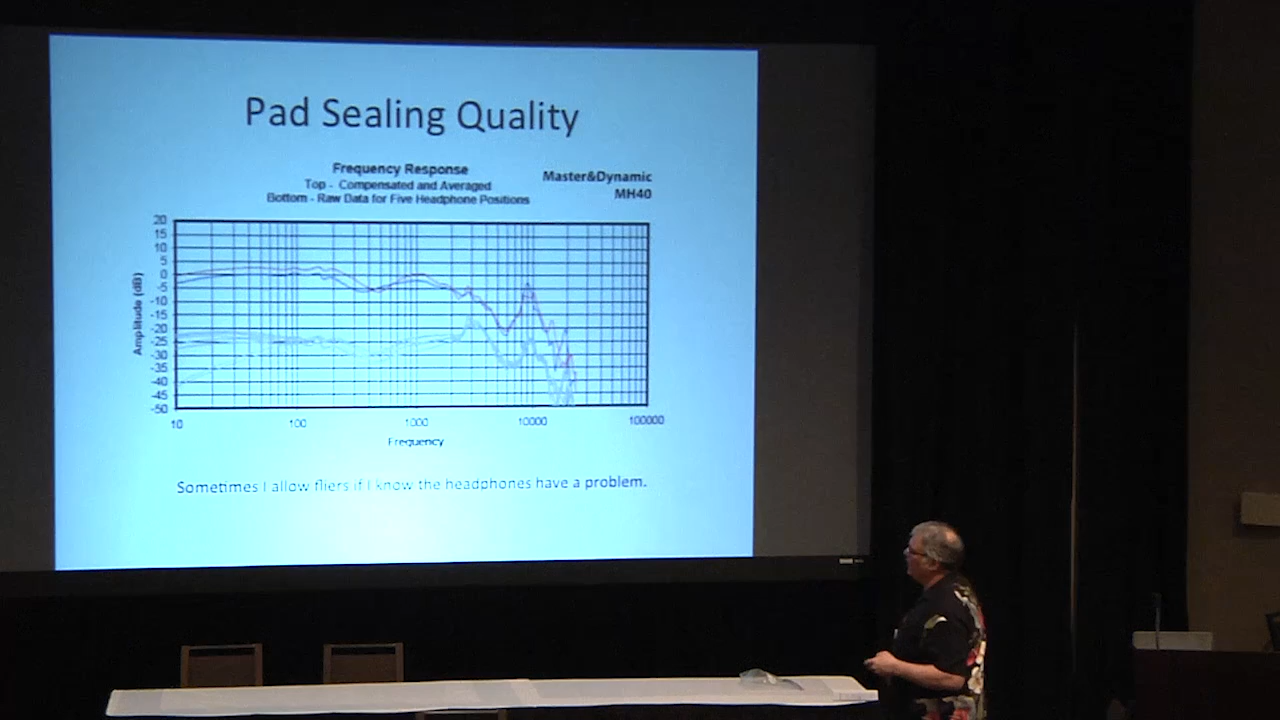 Pad Sealing Quality
Frequency Response
Top - Compensated and Averaged
Bottom - Raw Data for Five Headphone Positions
Master&Dynamic
MH40
20
15
10
5
0
-5
-10
-15
-20
-25
-30
-35
-40
-45
-50
Amplitude (dB)
10
100
1000
10000
100000
Frequency
Sometimes I allow fliers if I know the headphones have a problem.